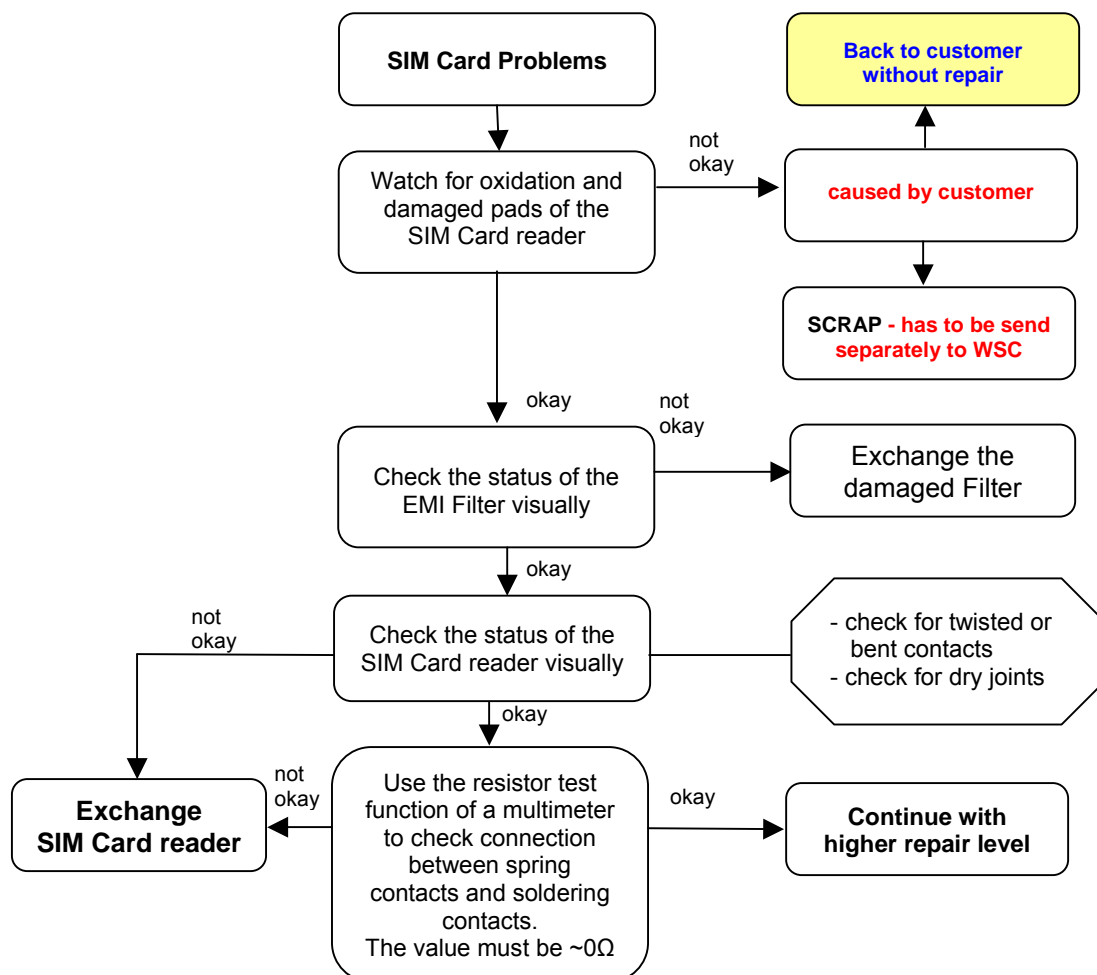 SIM Card Problems
Back to customer
without repair
not
okay
Watch for oxidation and
damaged pads of the
SIM Card reader
caused by customer
SCRAP - has to be send
separately to WSC
okay
not
okay
Check the status of the
EMI Filter visually
Exchange the
damaged Filter
okay
not
okay
Check the status of the
SIM Card reader visually
- check for twisted or
bent contacts
- check for dry joints
okay
Exchange
SIM Card reader
not
okay
Use the resistor test
function of a multimeter
to check connection
between spring
contacts and soldering
contacts.
The value must be ~0Ω
okay
Continue with
higher repair level